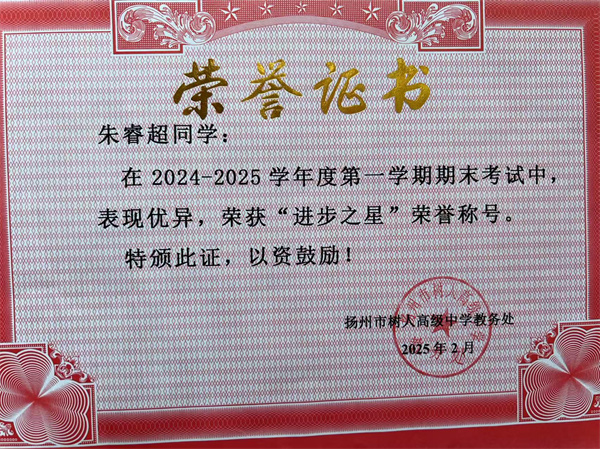 荣誉证书
朱睿超同学：
在2024-2025学年度第一学期期末考试中，
表现优异，荣获“进步之星”荣誉称号。
特颁此证，以资鼓励！
扬州市树人高级中学教务处
2025年2月